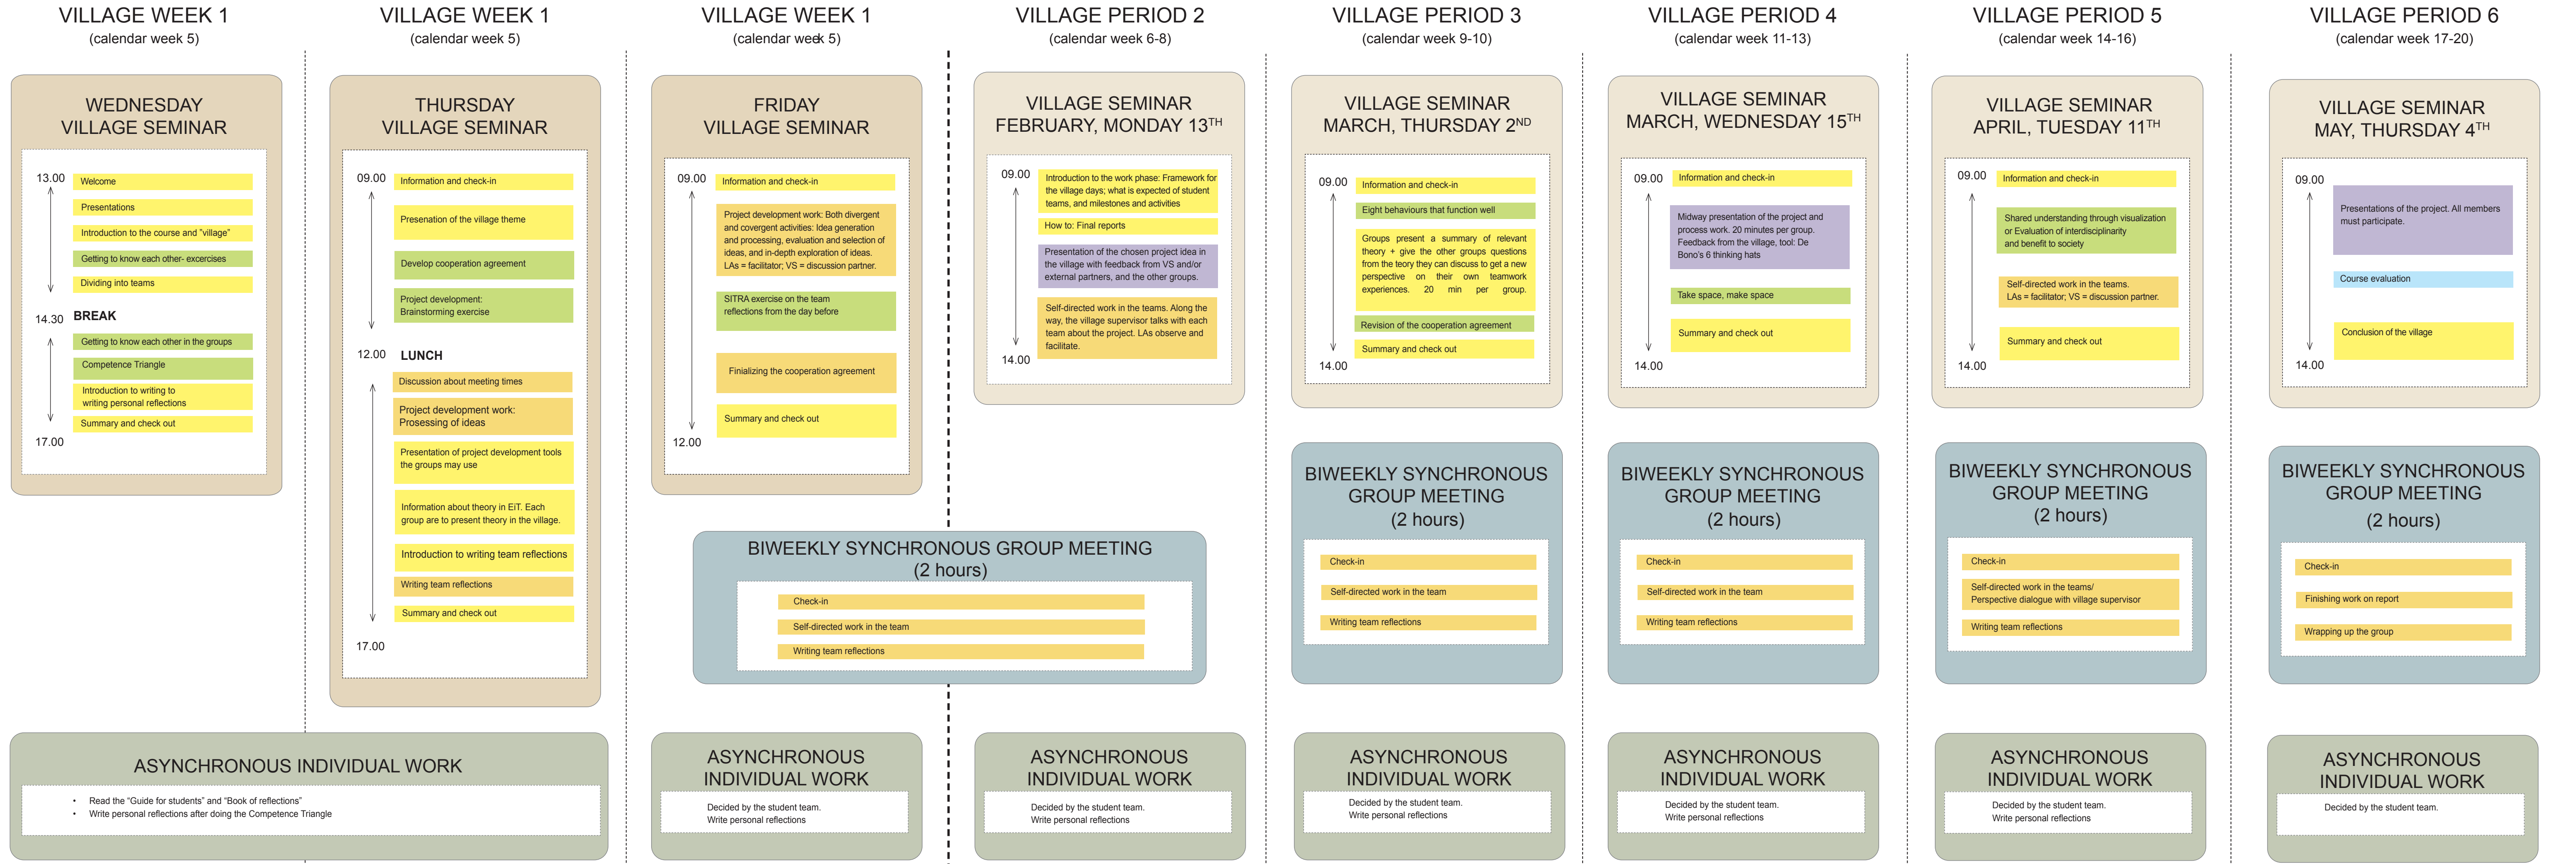 VILLAGE WEEK 1
(calendar week 5)
WEDNESDAY
VILLAGE SEMINAR
13.00
Welcome
Presentations
Introduction to the course and ”village”
Getting to know each other- excercises
Dividing into teams
14.30
BREAK
Getting to know each other in the groups
Competence Triangle
Introduction to writing to
writing personal reflections
Summary and check out
17.00
VILLAGE WEEK 1
(calendar week 5)
THURSDAY
VILLAGE SEMINAR
09.00
Information and check-in
Presenation of the village theme
Develop cooperation agreement
Project development:
Brainstorming exercise
12.00
LUNCH
Discussion about meeting times
Project development work:
Prosessing of ideas
Presentation of project development tools
the groups may use
Information about theory in EiT. Each
group are to present theory in the village.
Introduction to writing team reflections
Writing team reflections
Summary and check out
17.00
ASYNCHRONOUS INDIVIDUAL WORK
• Read the “Guide for students” and “Book of reflections”
• Write personal reflections after doing the Competence Triangle
VILLAGE WEEK 1
(calendar week 5)
FRIDAY
VILLAGE SEMINAR
09.00
Information and check-in
Project development work: Both divergent
and covergent activities: Idea generation
and processing, evaluation and selection of
ideas, and in-depth exploration of ideas.
LAs = facilitator; VS = discussion partner.
SITRA exercise on the team
reflections from the day before
Finializing the cooperation agreement
Summary and check out
12.00
VILLAGE PERIOD 2
(calendar week 6-8)
VILLAGE SEMINAR
FEBRUARY, MONDAY 13TH
09.00
Introduction to the work phase: Framework for
the village days; what is expected of student
teams, and milestones and activities
How to: Final reports
Presentation of the chosen project idea in
the village with feedback from VS and/or
external partners, and the other groups.
Self-directed work in the teams. Along the
way, the village supervisor talks with each
team about the project. LAs observe and
facilitate.
14.00
BIWEEKLY SYNCHRONOUS GROUP MEETING
(2 hours)
Check-in
Self-directed work in the team
Writing team reflections
ASYNCHRONOUS
INDIVIDUAL WORK
Decided by the student team.
Write personal reflections
ASYNCHRONOUS
INDIVIDUAL WORK
Decided by the student team.
Write personal reflections
VILLAGE PERIOD 3
(calendar week 9-10)
VILLAGE SEMINAR
MARCH, THURSDAY 2ND
09.00
Information and check-in
Eight behaviours that function well
Groups present a summary of relevant
theory + give the other groups questions
from the teory they can discuss to get a new
perspective on their own teamwork
experiences. 20 min per group.
Revision of the cooperation agreement
Summary and check out
14.00
BIWEEKLY SYNCHRONOUS
GROUP MEETING
(2 hours)
Check-in
Self-directed work in the team
Writing team reflections
ASYNCHRONOUS
INDIVIDUAL WORK
Decided by the student team.
Write personal reflections
VILLAGE PERIOD 4
(calendar week 11-13)
VILLAGE SEMINAR
MARCH, WEDNESDAY 15TH
09.00
Information and check-in
Midway presentation of the project and
process work. 20 minutes per group.
Feedback from the village, tool: De
Bono’s 6 thinking hats
Take space, make space
Summary and check out
14.00
BIWEEKLY SYNCHRONOUS
GROUP MEETING
(2 hours)
Check-in
Self-directed work in the team
Writing team reflections
ASYNCHRONOUS
INDIVIDUAL WORK
Decided by the student team.
Write personal reflections
VILLAGE PERIOD 5
(calendar week 14-16)
VILLAGE SEMINAR
APRIL, TUESDAY 11TH
09.00
Information and check-in
Shared understanding through visualization
or Evaluation of interdisciplinarity
and benefit to society
Self-directed work in the teams.
LAs = facilitator; VS = discussion partner.
Summary and check out
14.00
BIWEEKLY SYNCHRONOUS
GROUP MEETING
(2 hours)
Check-in
Self-directed work in the teams/
Perspective dialogue with village supervisor
Writing team reflections
ASYNCHRONOUS
INDIVIDUAL WORK
Decided by the student team.
Write personal reflections
VILLAGE PERIOD 6
(calendar week 17-20)
VILLAGE SEMINAR
MAY, THURSDAY 4TH
09.00
Presentations of the project. All members
must participate.
Course evaluation
Conclusion of the village
14.00
BIWEEKLY SYNCHRONOUS
GROUP MEETING
(2 hours)
Check-in
Finishing work on report
Wrapping up the group
ASYNCHRONOUS
INDIVIDUAL WORK
Decided by the student team.